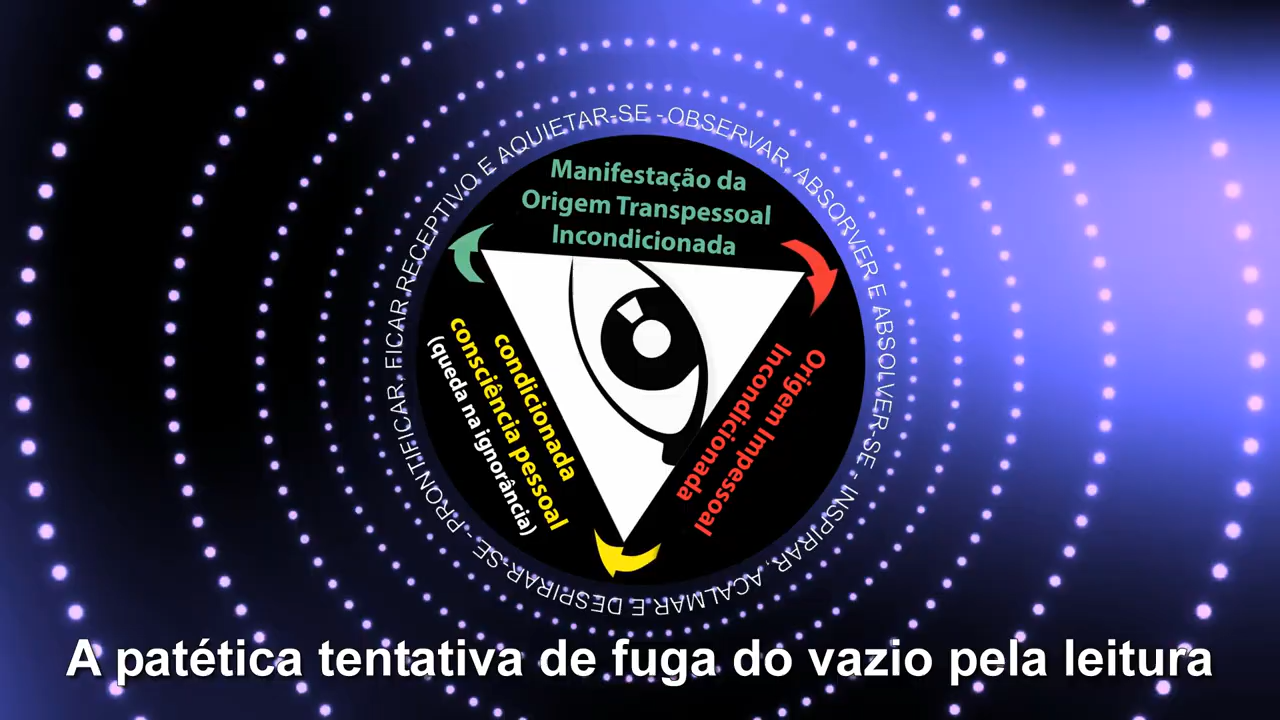 PRONTIFICAR, FICAR RECEPTIVO E AQUIETAR-SE - OBSERVAR, ABSORVER E ABSOLVER-SE - INSPIRAR, ACALMAR E DESPIRAR-SE -
Manifestação da
Origem Transpessoal
Incondicionada
Origem Impessoal
Incondicionada
condicionada
consciência pessoal
(queda na ignorância)
A patética tentativa de fuga do vazio pela leitura